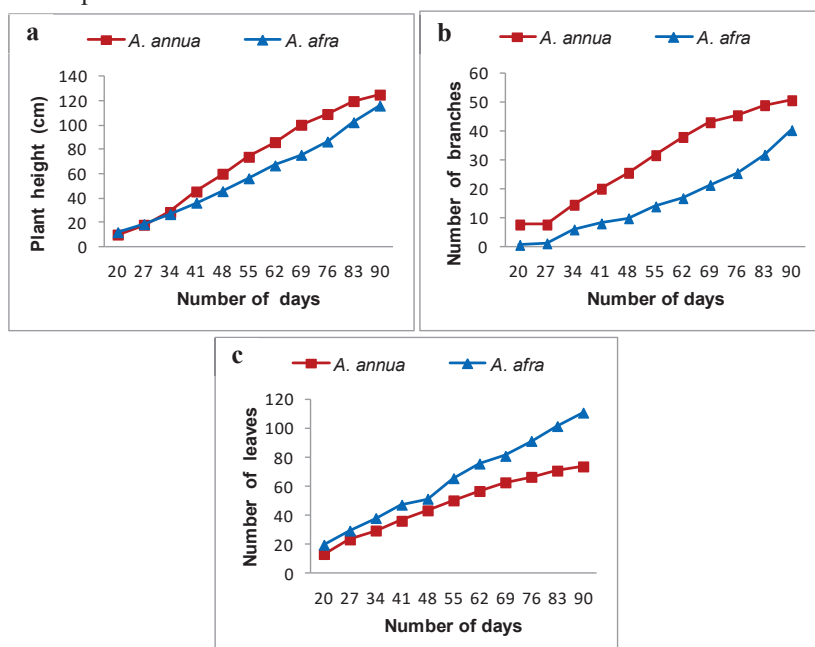 a
A. annua A. afra
Plant height (cm)
140
120
100
80
60
40
20
0
20 27 34 41 48 55 62 69 76 83 90
Number of days
b
A. annua A. afra
Number of branches
60
50
40
30
20
10
0
20 27 34 41 48 55 62 69 76 83 90
Number of days
c
A. annua A. afra
Number of leaves
120
100
80
60
40
20
0
20 27 34 41 48 55 62 69 76 83 90
Number of days